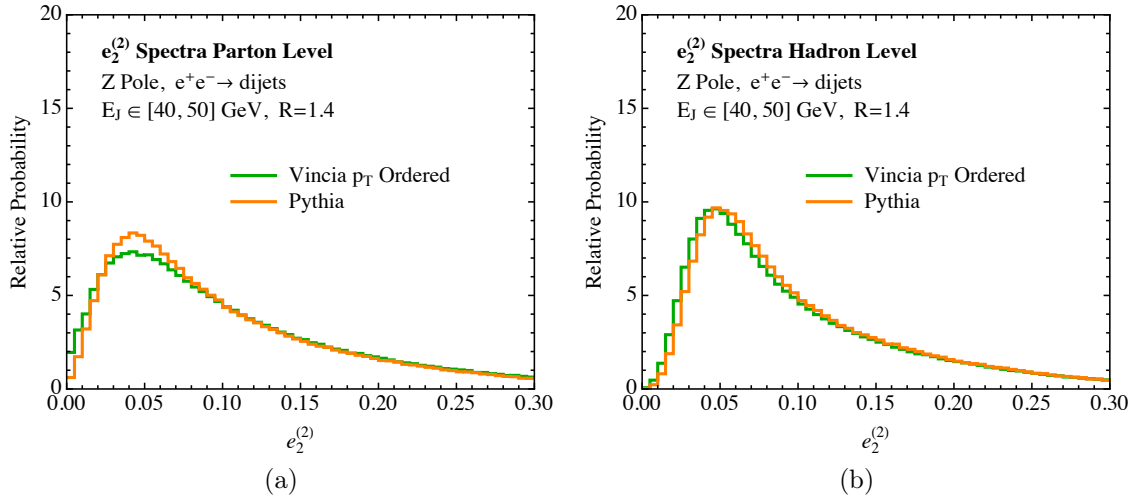 e₂⁽²⁾ Spectra Parton Level
Z Pole, e⁺e⁻→ dijets
E_J ∈ [40, 50] GeV, R=1.4
Vincia p_T Ordered
Pythia
Relative Probability
20
15
10
5
0
0.00 0.05 0.10 0.15 0.20 0.25 0.30
e₂⁽²⁾
(a)
e₂⁽²⁾ Spectra Hadron Level
Z Pole, e⁺e⁻→ dijets
E_J ∈ [40, 50] GeV, R=1.4
Vincia p_T Ordered
Pythia
Relative Probability
20
15
10
5
0
0.00 0.05 0.10 0.15 0.20 0.25 0.30
e₂⁽²⁾
(b)